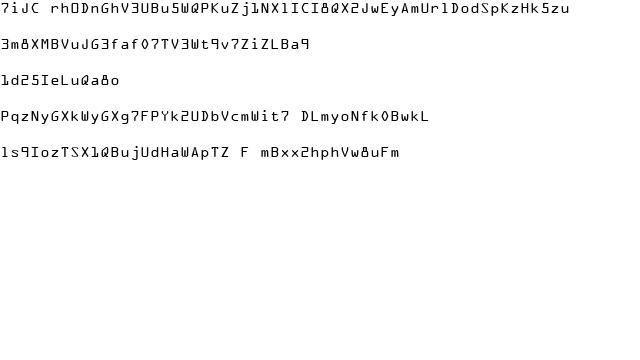 7iJC rhODnGhV3UBu5WQPKuZj1NX1ICI8QX2JwEyAmUrlDodSpKzHk5zu
3m8XMBVuJG3faf07TV3Wt9v7ZiZLBa9
1d25IeLuQa8o
PqzNyGXkWyGXg7FPYk2UDbVcmWit7 DLmyoNfk0BwkL
ls9IozTSX1QBujUdHaWApTZ F mBxx2hphVw8uFm